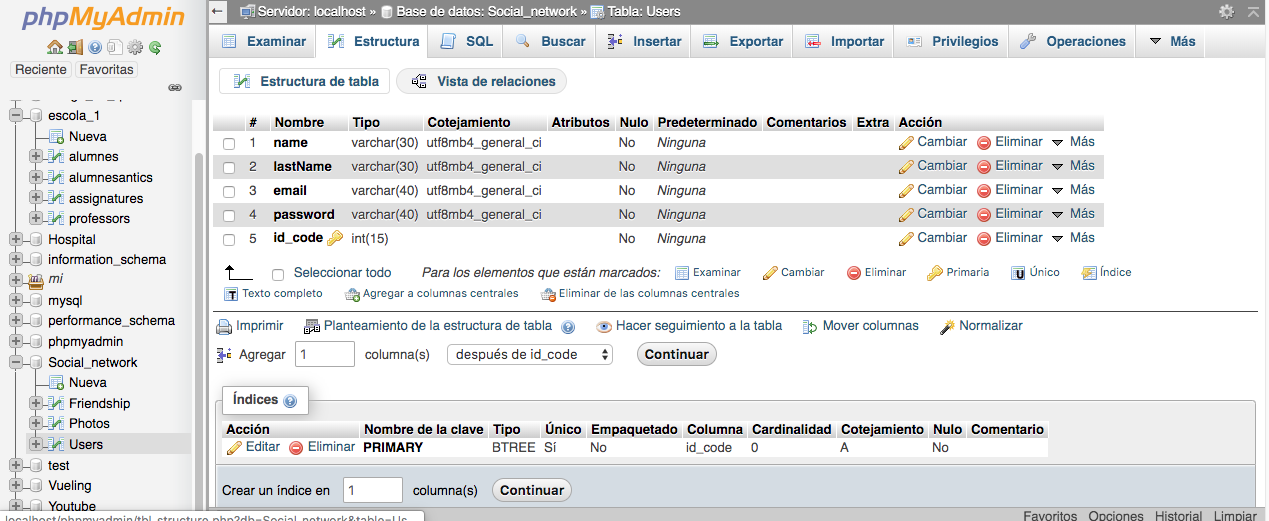 phpMyAdmin
Reciente Favoritas
escola_1
Nueva
alumnes
alumnesantics
assignatures
professors
Hospital
information_schema
mi
mysql
performance_schema
phpmyadmin
Social_network
Nueva
Friendship
Photos
Users
test
Vueling
Youtube
localhost/phpmyadmin/tbl_structure.php?db=Social_network&table=Us...
Servidor: localhost » Base de datos: Social_network » Tabla: Users
Examinar Estructura SQL Buscar Insertar Exportar Importar Privilegios Operaciones Más
Estructura de tabla Vista de relaciones
# Nombre Tipo Cotejamiento Atributos Nulo Predeterminado Comentarios Extra Acción
1 name varchar(30) utf8mb4_general_ci No Ninguna Cambiar Eliminar Más
2 lastName varchar(30) utf8mb4_general_ci No Ninguna Cambiar Eliminar Más
3 email varchar(40) utf8mb4_general_ci No Ninguna Cambiar Eliminar Más
4 password varchar(40) utf8mb4_general_ci No Ninguna Cambiar Eliminar Más
5 id_code int(15) No Ninguna Cambiar Eliminar Más
Seleccionar todo Para los elementos que están marcados: Examinar Cambiar Eliminar Primaria Único Índice
Texto completo Agregar a columnas centrales Eliminar de las columnas centrales
Imprimir Planteamiento de la estructura de tabla Hacer seguimiento a la tabla Mover columnas Normalizar
Agregar 1 columna(s) después de id_code Continuar
Índices
Acción Nombre de la clave Tipo Único Empaquetado Columna Cardinalidad Cotejamiento Nulo Comentario
Editar Eliminar PRIMARY BTREE Sí No id_code 0 A No
Crear un índice en 1 columna(s) Continuar
Favoritos Opciones Historial Limpiar